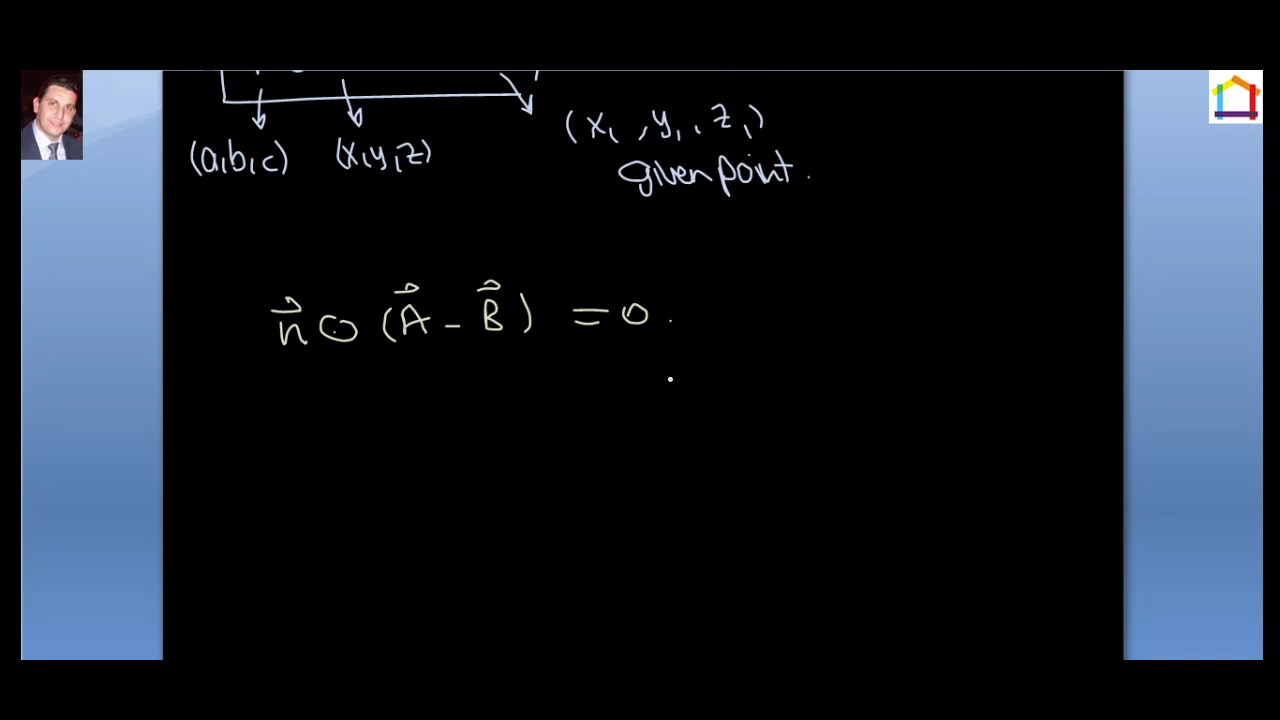 (x₁, y₁, z₁)
(a,b,c) (x,y,z)
given point.
n⃗ ⊙ (A⃗ - B⃗) = 0.